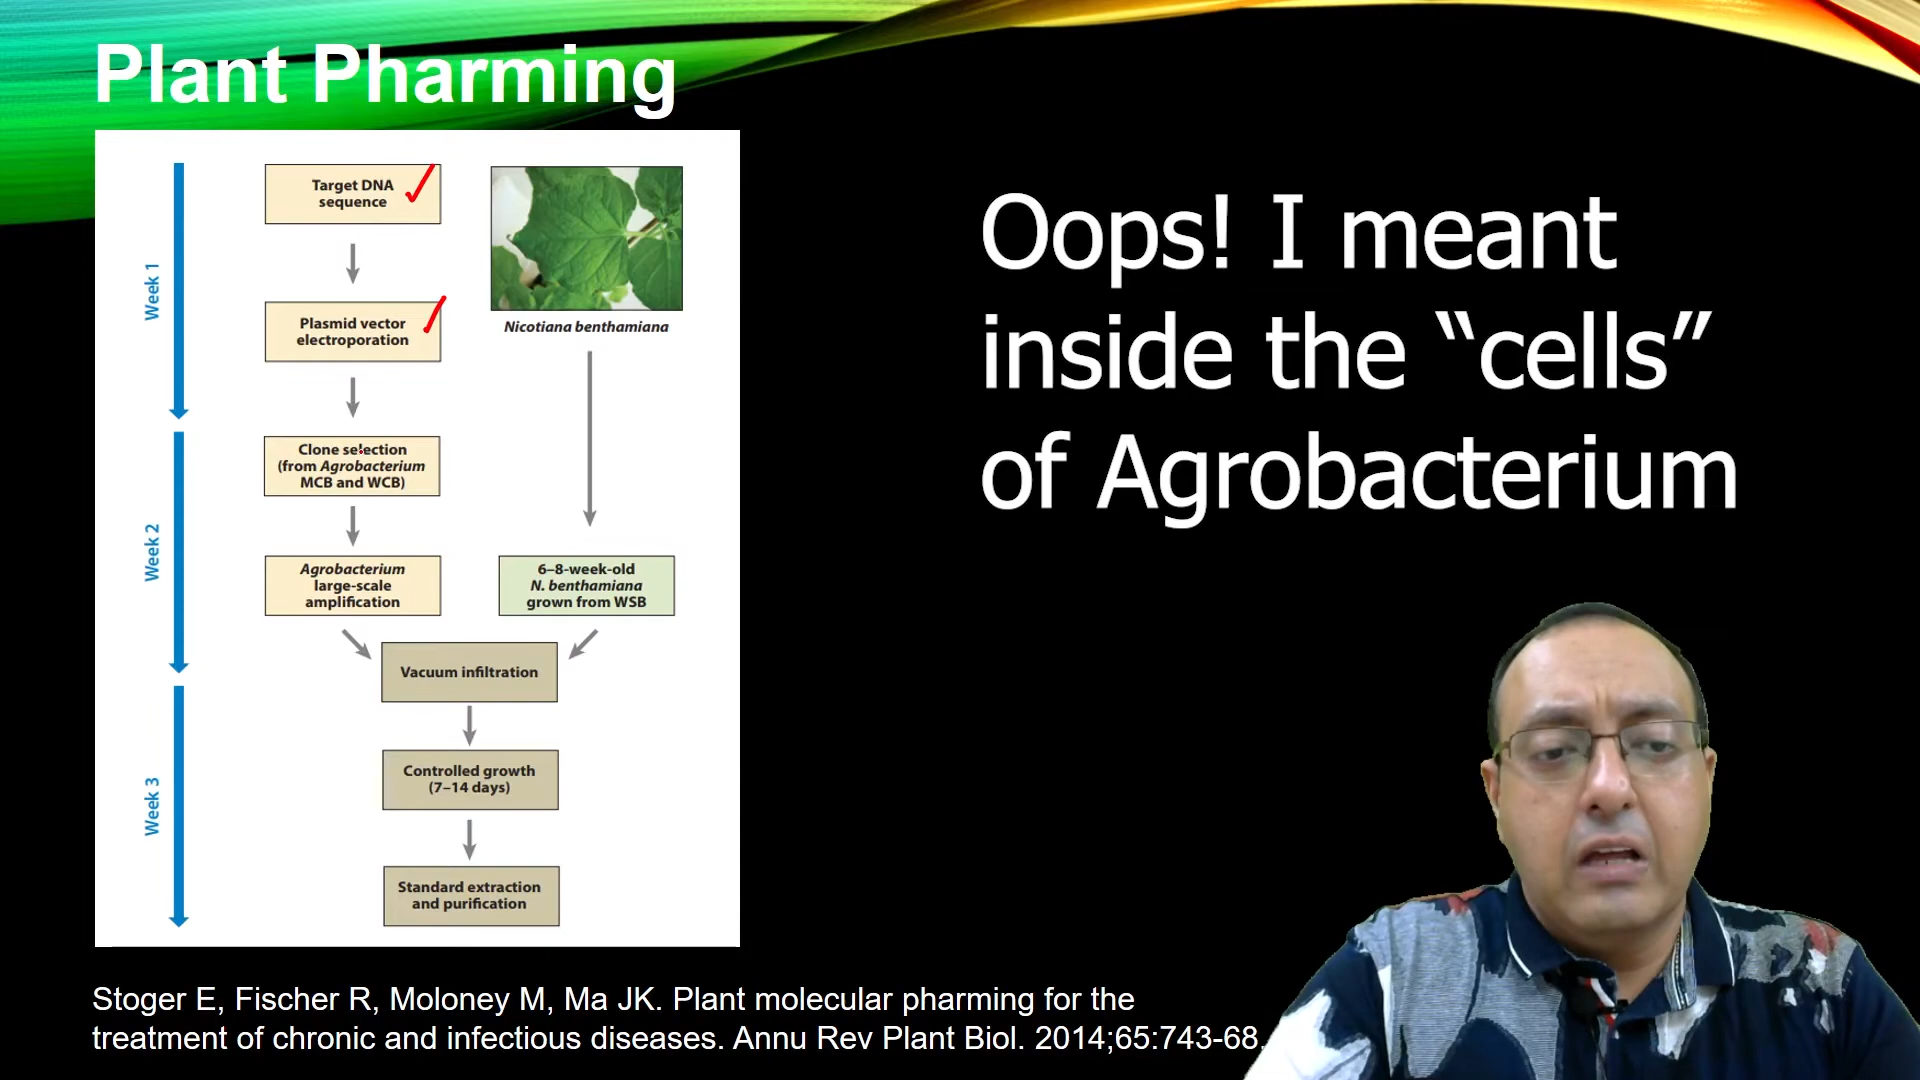 Plant Pharming
Week 1
Week 2
Week 3
Target DNA
sequence
Plasmid vector
electroporation
Nicotiana benthamiana
Clone selection
(from Agrobacterium
MCB and WCB)
Agrobacterium
large-scale
amplification
6–8-week-old
N. benthamiana
grown from WSB
Vacuum infiltration
Controlled growth
(7–14 days)
Standard extraction
and purification
Oops! I meant
inside the “cells”
of Agrobacterium
Stoger E, Fischer R, Moloney M, Ma JK. Plant molecular pharming for the
treatment of chronic and infectious diseases. Annu Rev Plant Biol. 2014;65:743-68.